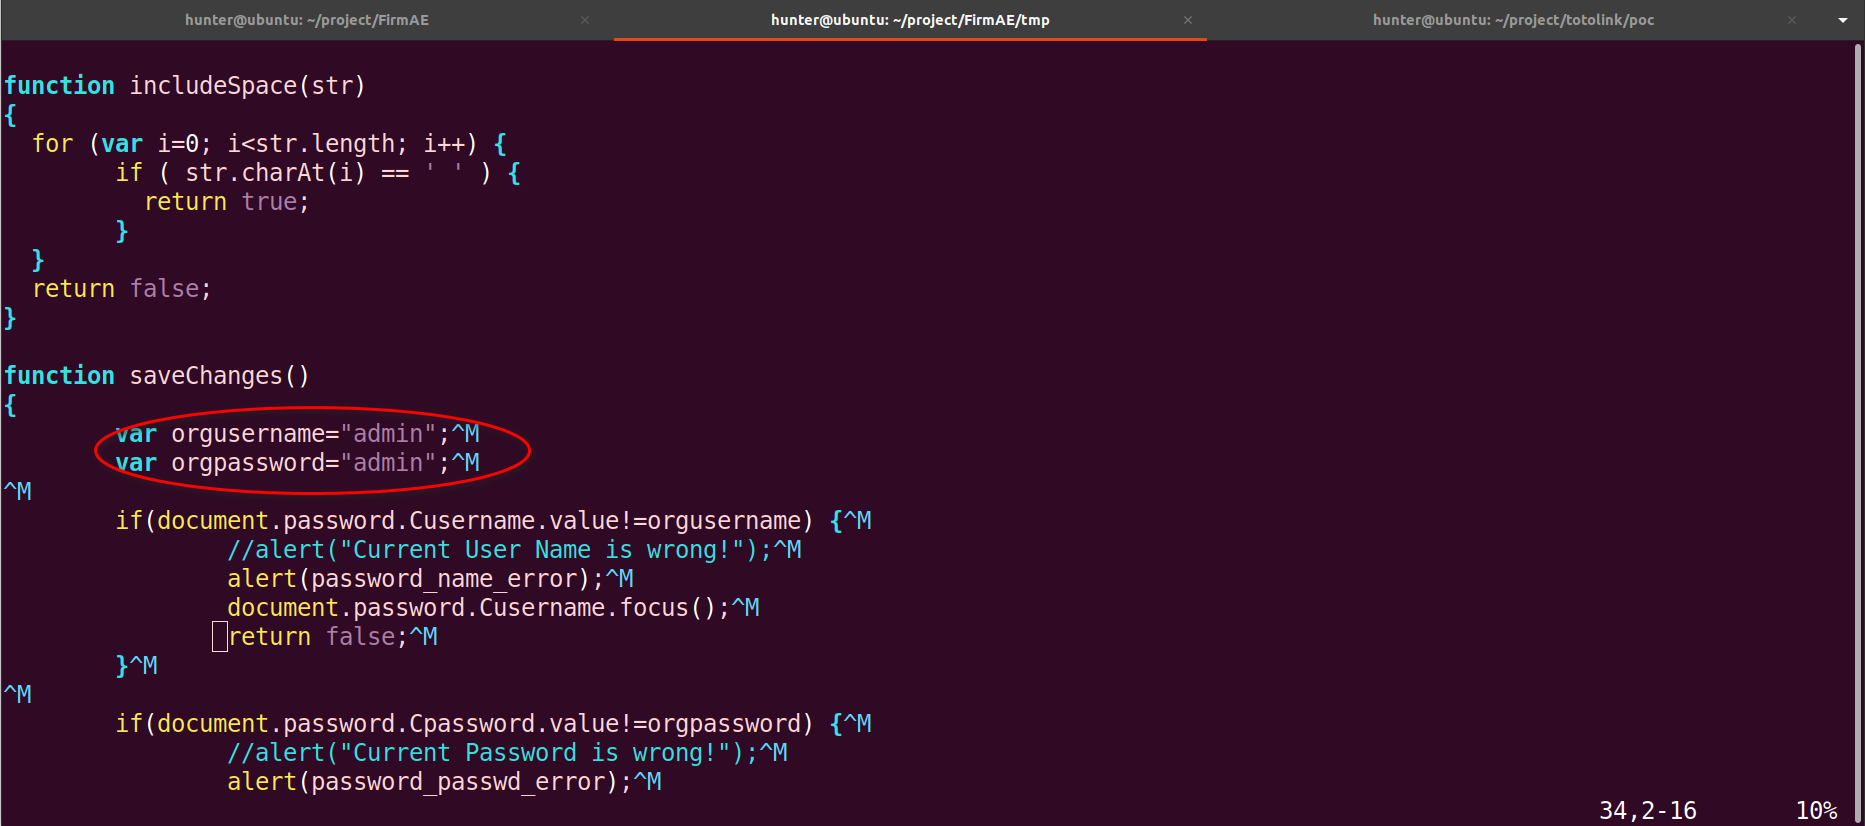 hunter@ubuntu: ~/project/FirmAE × hunter@ubuntu: ~/project/FirmAE/tmp × hunter@ubuntu: ~/project/totolink/poc ×
function includeSpace(str)
{
  for (var i=0; i<str.length; i++) {
        if ( str.charAt(i) == ' ' ) {
          return true;
        }
  }
  return false;
}
function saveChanges()
{
        var orgusername="admin";^M
        var orgpassword="admin";^M
^M
        if(document.password.Cusername.value!=orgusername) {^M
                //alert("Current User Name is wrong!");^M
                alert(password_name_error);^M
                document.password.Cusername.focus();^M
                return false;^M
        }^M
^M
        if(document.password.Cpassword.value!=orgpassword) {^M
                //alert("Current Password is wrong!");^M
                alert(password_passwd_error);^M
34,2-16 10%